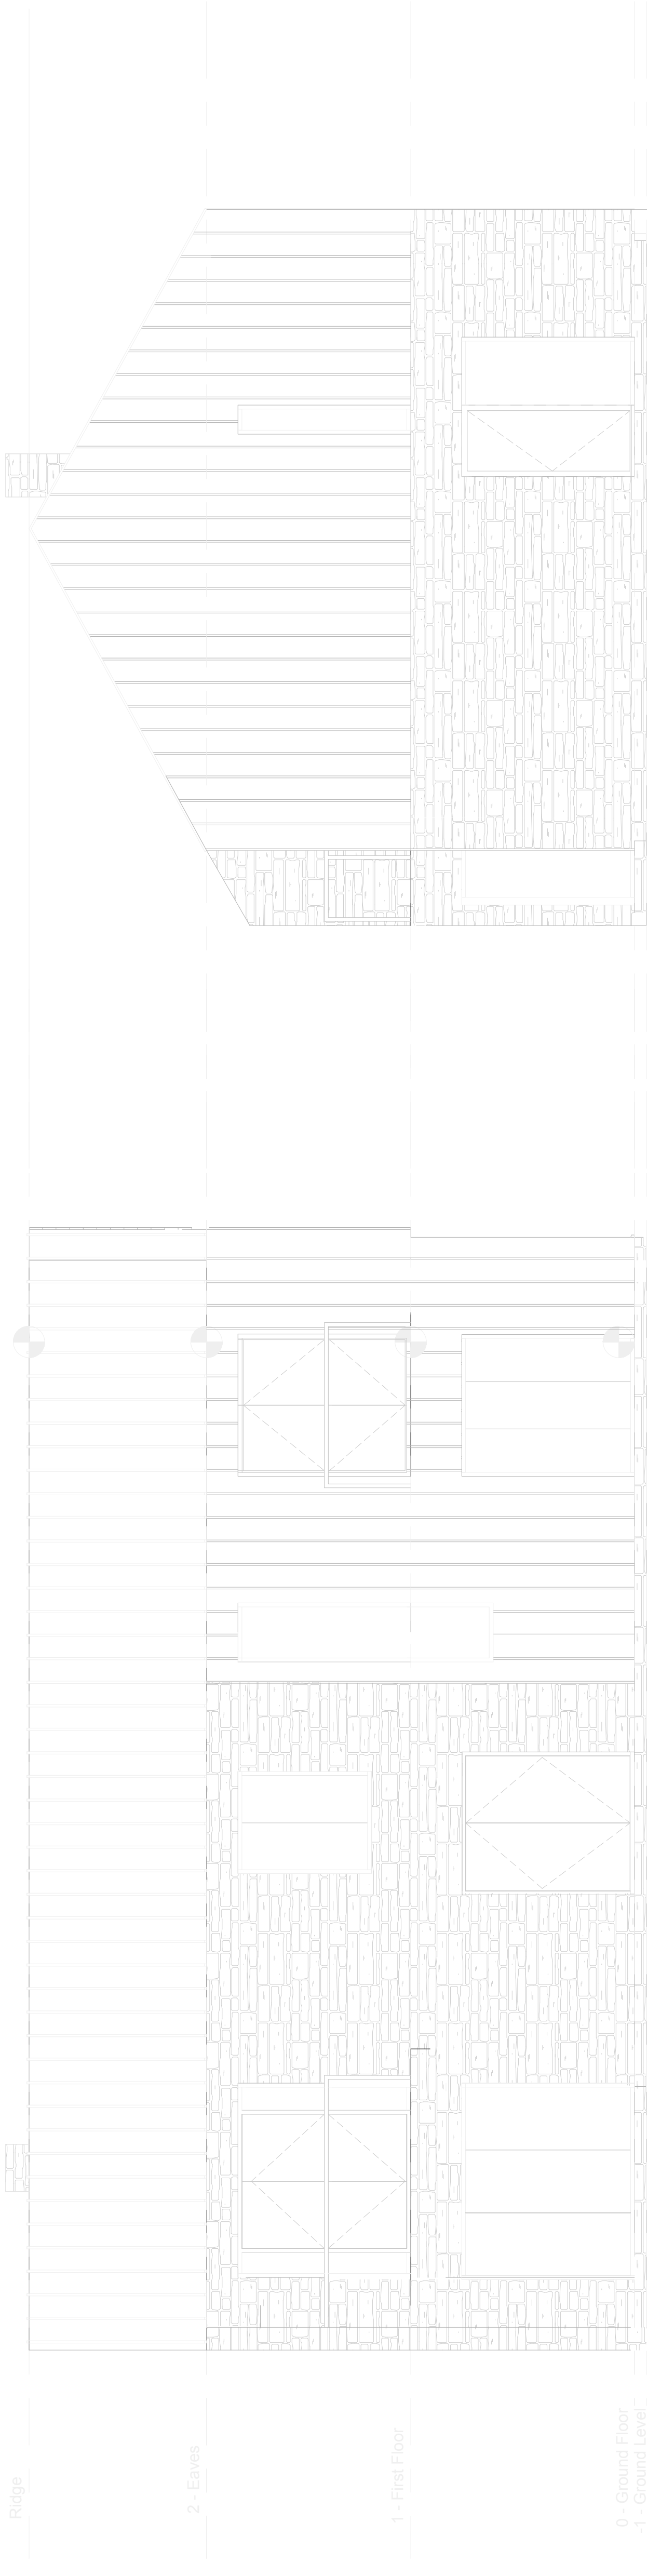 Ridge
2 - Eaves
1 - First Floor
0 - Ground Floor
-1 - Ground Level